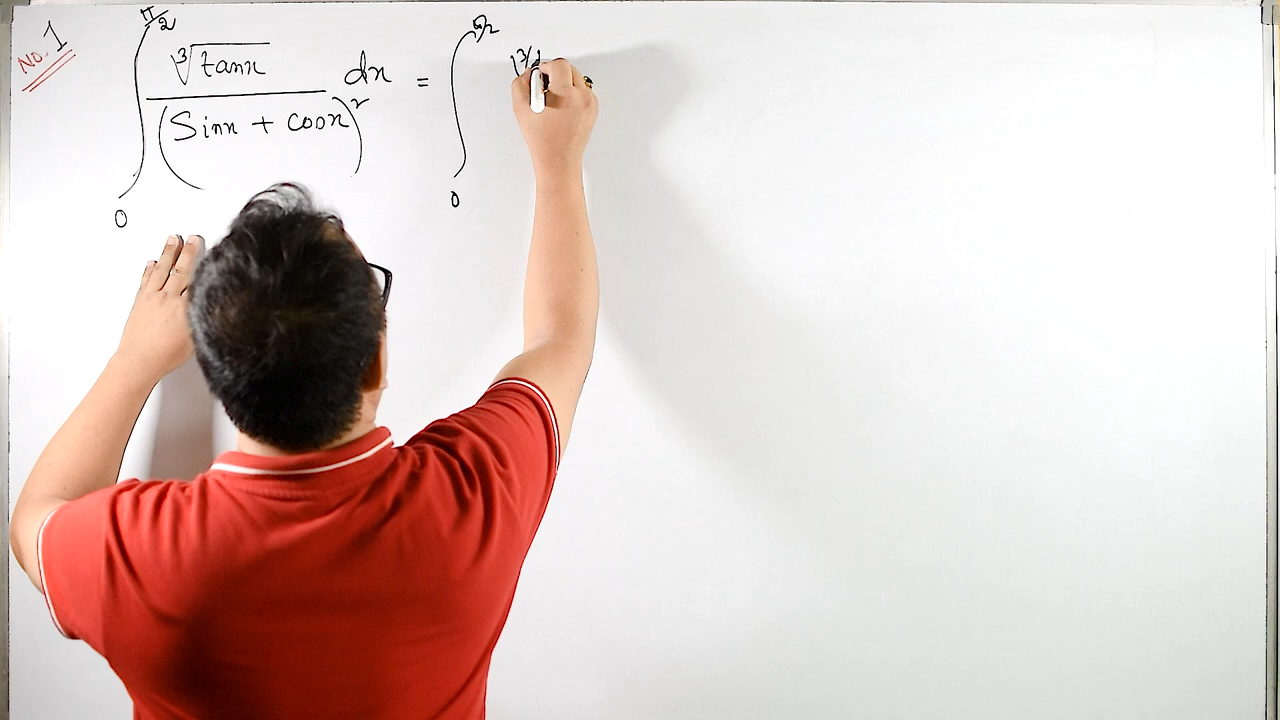 No. 1
∫₀^{π/2} ∛(tanx) / (Sinx + cosx)² dx = ∫₀^{π/2}